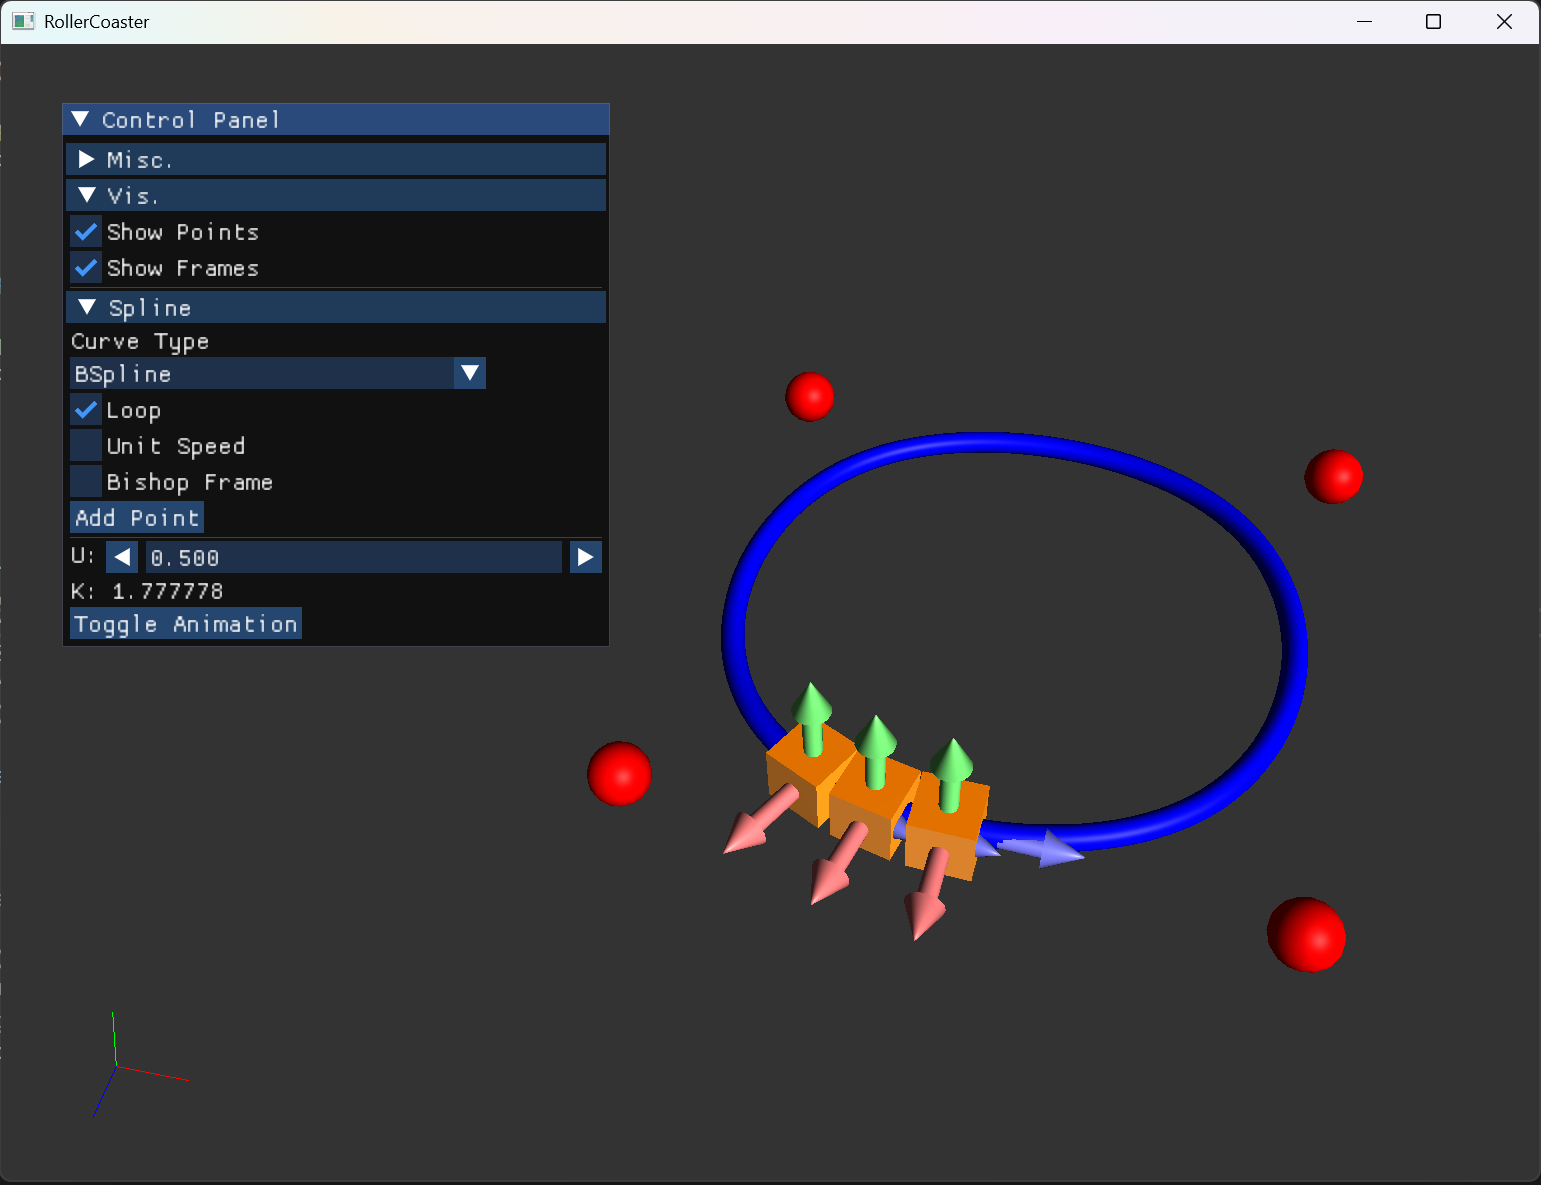 RollerCoaster
Control Panel
Misc.
Vis.
Show Points
Show Frames
Spline
Curve Type
BSpline
Loop
Unit Speed
Bishop Frame
Add Point
U: 0.500
K: 1.777778
Toggle Animation